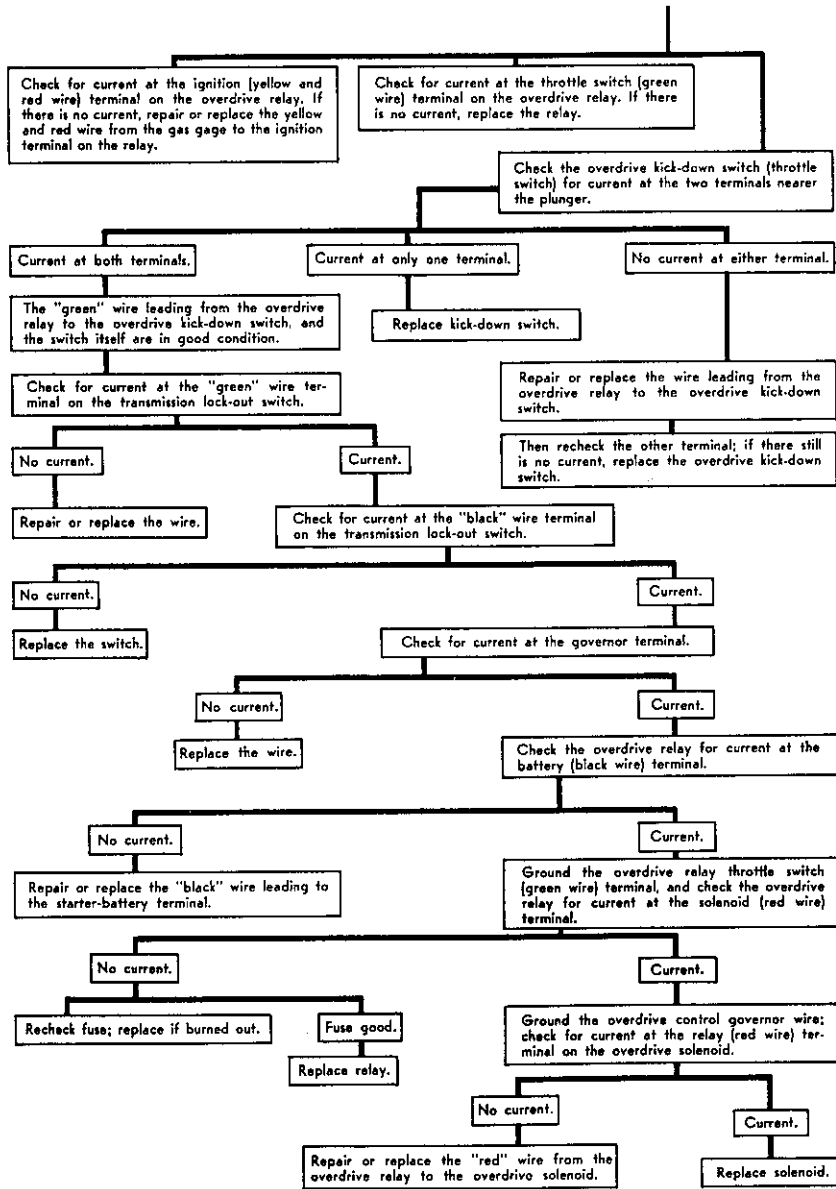 Check for current at the ignition (yellow and
red wire) terminal on the overdrive relay. If
there is no current, repair or replace the yellow
and red wire from the gas gage to the ignition
terminal on the relay.
Check for current at the throttle switch (green
wire) terminal on the overdrive relay. If there
is no current, replace the relay.
Check the overdrive kick-down switch (throttle
switch) for current at the two terminals nearer
the plunger.
Current at both terminals.
Current at only one terminal.
No current at either terminal.
The "green" wire leading from the overdrive
relay to the overdrive kick-down switch, and
the switch itself are in good condition.
Replace kick-down switch.
Repair or replace the wire leading from the
overdrive relay to the overdrive kick-down
switch.
Check for current at the "green" wire ter-
minal on the transmission lock-out switch.
Then recheck the other terminal; if there still
is no current, replace the overdrive kick-down
switch.
No current.
Current.
Repair or replace the wire.
Check for current at the "black" wire terminal
on the transmission lock-out switch.
No current.
Current.
Replace the switch.
Check for current at the governor terminal.
No current.
Current.
Replace the wire.
Check the overdrive relay for current at the
battery (black wire) terminal.
No current.
Current.
Repair or replace the "black" wire leading to
the starter-battery terminal.
Ground the overdrive relay throttle switch
(green wire) terminal, and check the overdrive
relay for current at the solenoid (red wire)
terminal.
No current.
Current.
Recheck fuse; replace if burned out.
Fuse good.
Replace relay.
Ground the overdrive control governor wire;
check for current at the relay (red wire) ter-
minal on the overdrive solenoid.
No current.
Current.
Repair or replace the "red" wire from the
overdrive relay to the overdrive solenoid.
Replace solenoid.